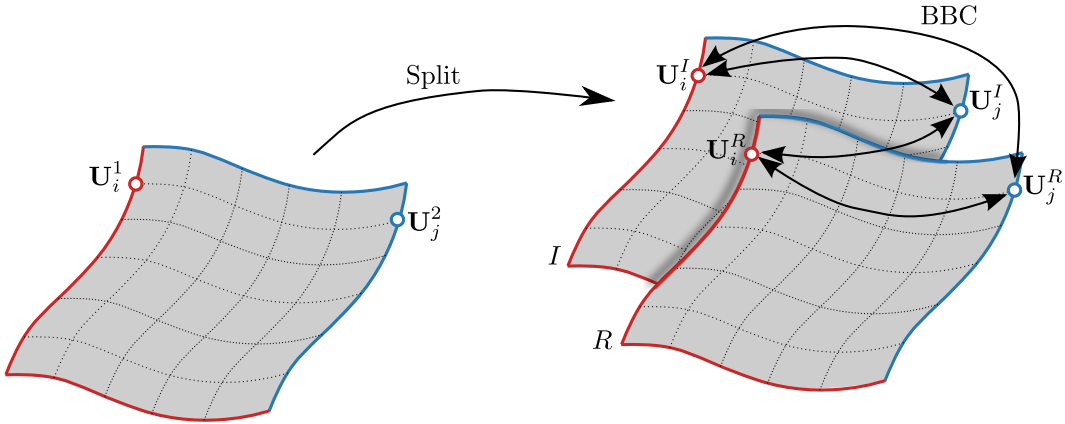 BBC
Split
U_i^I
U_j^I
U_i^R
U_i^1
U_j^R
U_j^2
I
R